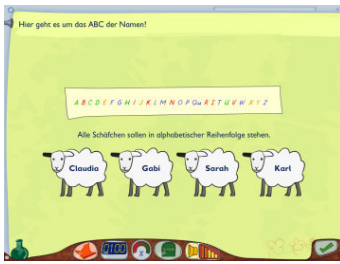 Hier geht es um das ABC der Namen!
A B C D E F G H I J K L M N O P Qu R S T U V W X Y Z
Alle Schäfchen sollen in alphabetischer Reihenfolge stehen.
Claudia Gabi Sarah Karl